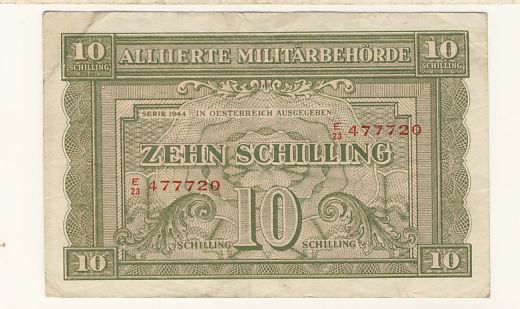 10 SCHILLING
ALLIIERTE MILITÄRBEHÖRDE
10 SCHILLING
SERIE 1944 IN OESTERREICH AUSGEGEBEN
E/23 477720
ZEHN SCHILLING
E/23 477720
SCHILLING 10 SCHILLING
10 10